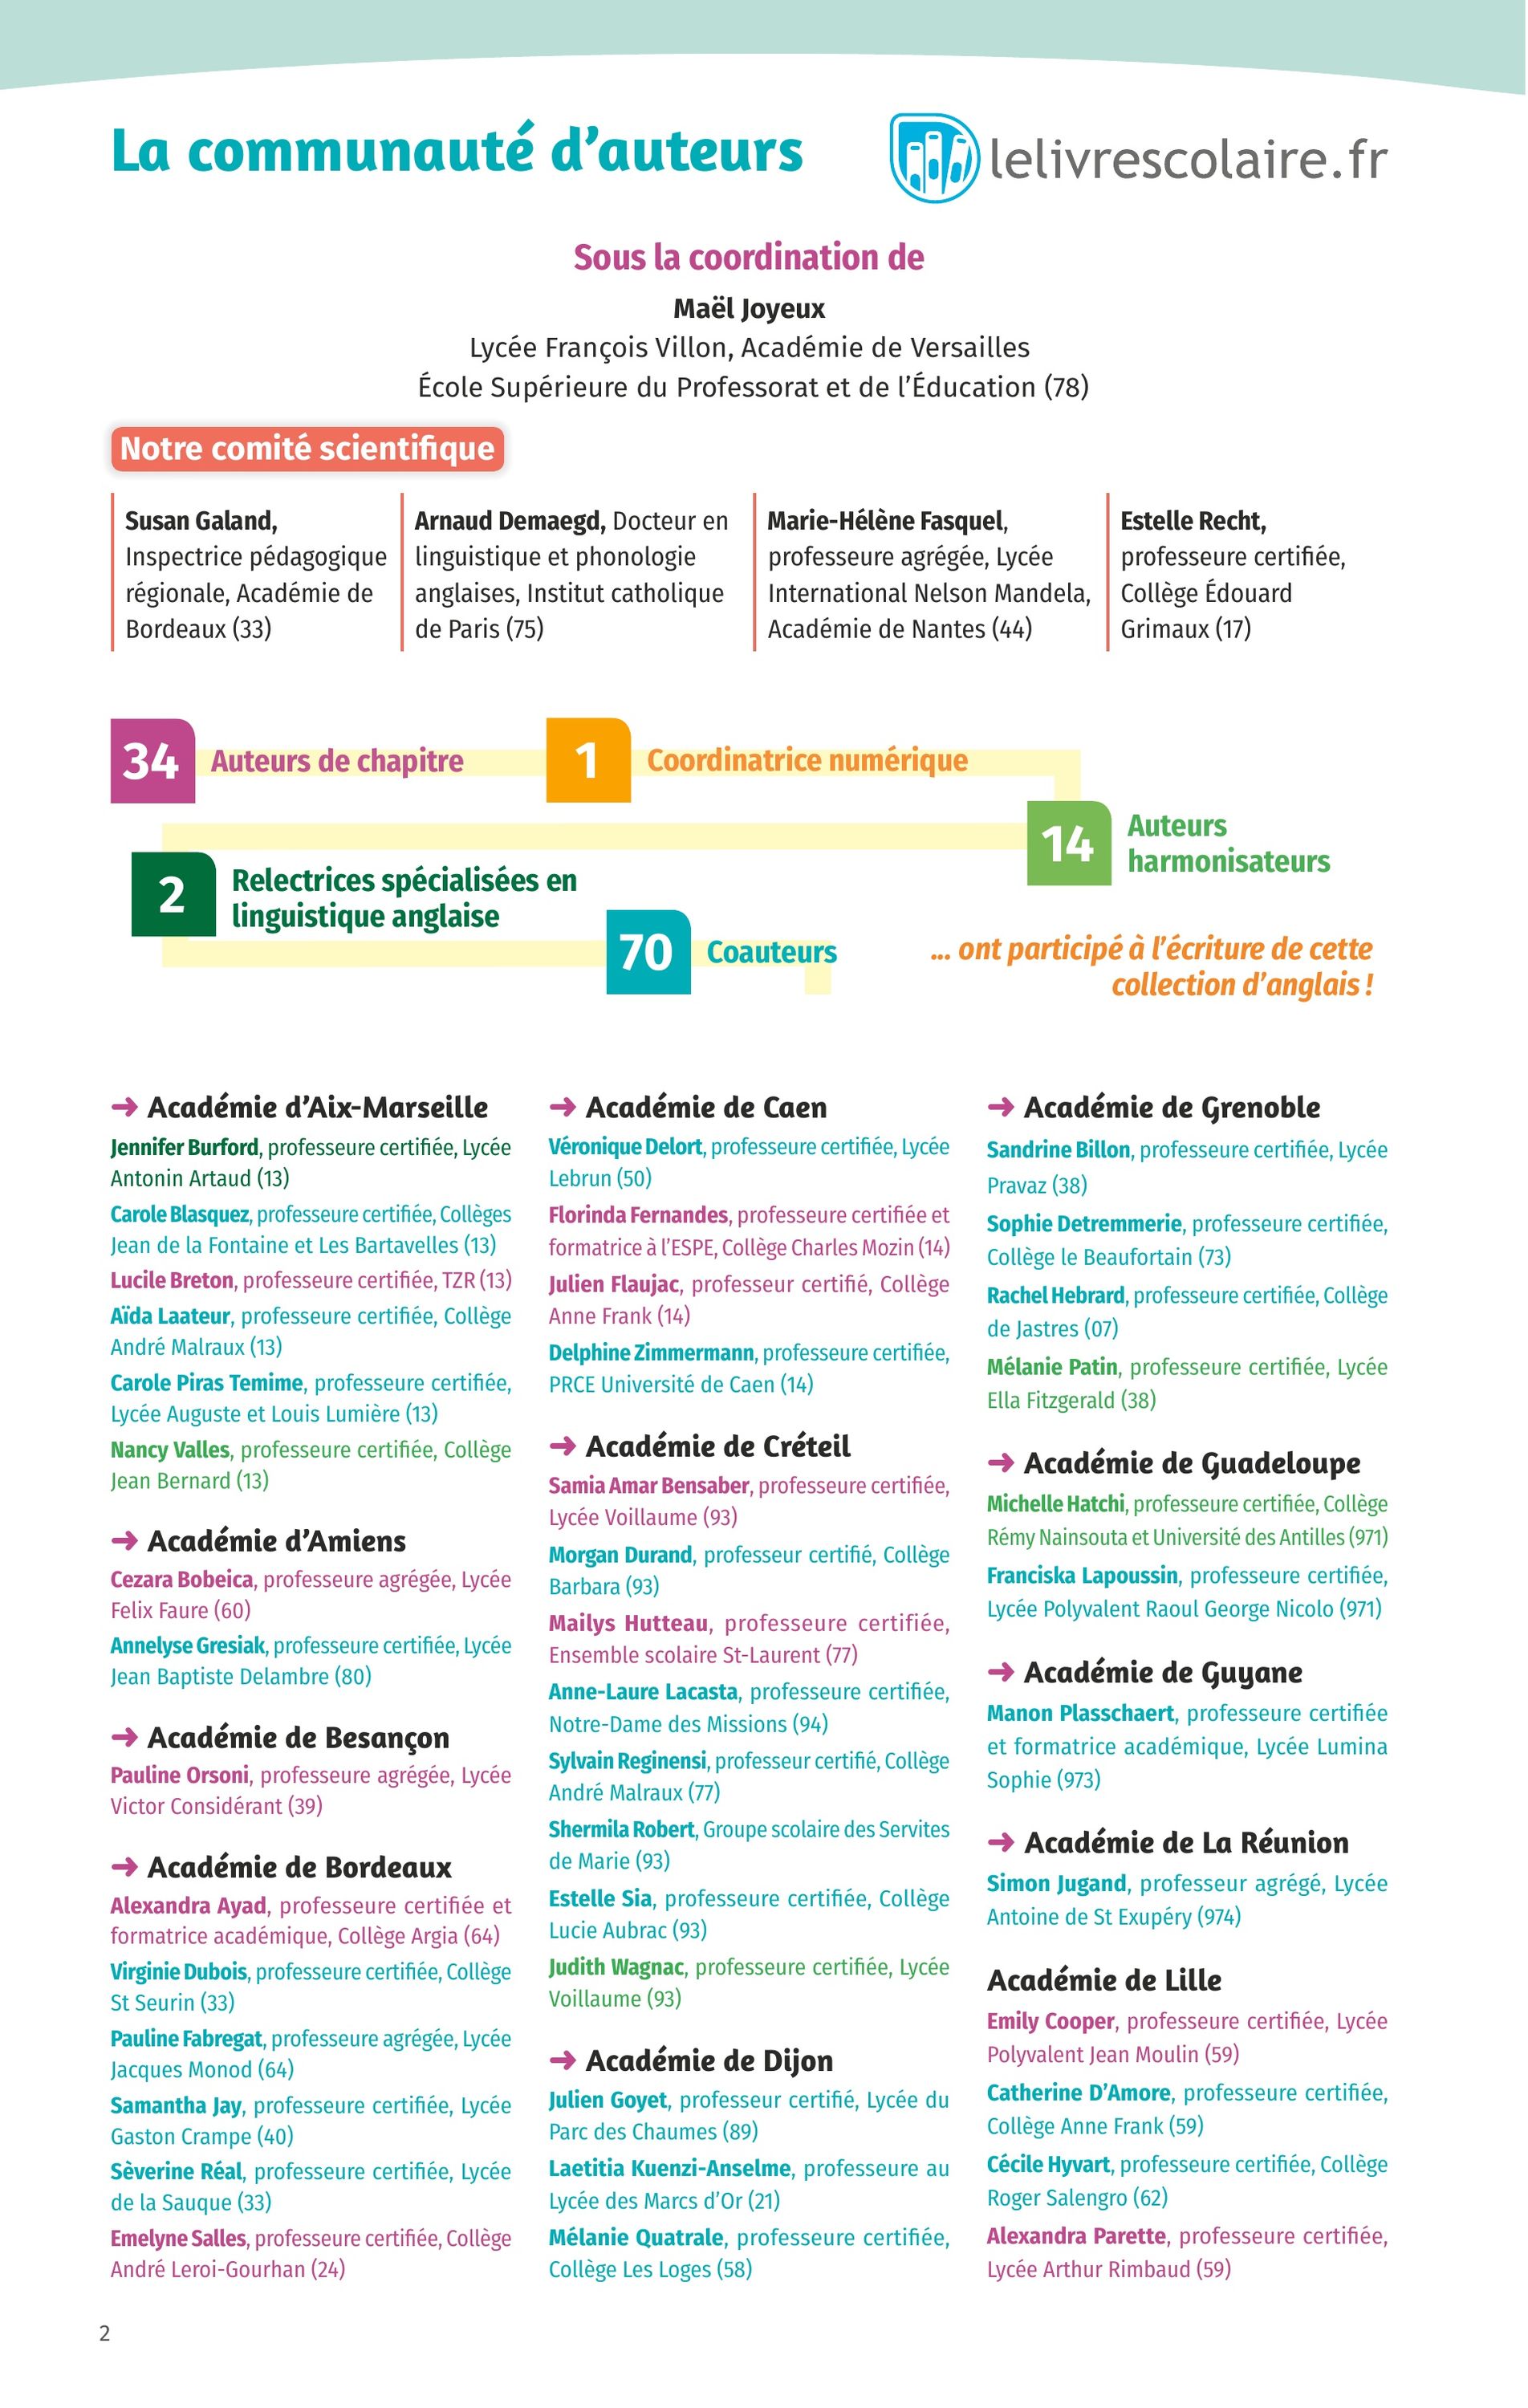 La communauté d’auteurs
lelivrescolaire.fr
Sous la coordination de
Maël Joyeux
Lycée François Villon, Académie de Versailles
École Supérieure du Professorat et de l’Éducation (78)
Notre comité scientifique
Susan Galand,
Inspectrice pédagogique
régionale, Académie de
Bordeaux (33)
Arnaud Demaegd, Docteur en
linguistique et phonologie
anglaises, Institut catholique
de Paris (75)
Marie-Hélène Fasquel,
professeure agrégée, Lycée
International Nelson Mandela,
Académie de Nantes (44)
Estelle Recht,
professeure certifiée,
Collège Édouard
Grimaux (17)
34 Auteurs de chapitre
1 Coordinatrice numérique
14 Auteurs
harmonisateurs
2 Relectrices spécialisées en
linguistique anglaise
70 Coauteurs
... ont participé à l’écriture de cette
collection d’anglais !
➜ Académie d’Aix-Marseille
Jennifer Burford, professeure certifiée, Lycée
Antonin Artaud (13)
Carole Blasquez, professeure certifiée, Collèges
Jean de la Fontaine et Les Bartavelles (13)
Lucile Breton, professeure certifiée, TZR (13)
Aïda Laateur, professeure certifiée, Collège
André Malraux (13)
Carole Piras Temime, professeure certifiée,
Lycée Auguste et Louis Lumière (13)
Nancy Valles, professeure certifiée, Collège
Jean Bernard (13)
➜ Académie d’Amiens
Cezara Bobeica, professeure agrégée, Lycée
Felix Faure (60)
Annelyse Gresiak, professeure certifiée, Lycée
Jean Baptiste Delambre (80)
➜ Académie de Besançon
Pauline Orsoni, professeure agrégée, Lycée
Victor Considérant (39)
➜ Académie de Bordeaux
Alexandra Ayad, professeure certifiée et
formatrice académique, Collège Argia (64)
Virginie Dubois, professeure certifiée, Collège
St Seurin (33)
Pauline Fabregat, professeure agrégée, Lycée
Jacques Monod (64)
Samantha Jay, professeure certifiée, Lycée
Gaston Crampe (40)
Sèverine Réal, professeure certifiée, Lycée
de la Sauque (33)
Emelyne Salles, professeure certifiée, Collège
André Leroi-Gourhan (24)
➜ Académie de Caen
Véronique Delort, professeure certifiée, Lycée
Lebrun (50)
Florinda Fernandes, professeure certifiée et
formatrice à l’ESPE, Collège Charles Mozin (14)
Julien Flaujac, professeur certifié, Collège
Anne Frank (14)
Delphine Zimmermann, professeure certifiée,
PRCE Université de Caen (14)
➜ Académie de Créteil
Samia Amar Bensaber, professeure certifiée,
Lycée Voillaume (93)
Morgan Durand, professeur certifié, Collège
Barbara (93)
Mailys Hutteau, professeure certifiée,
Ensemble scolaire St-Laurent (77)
Anne-Laure Lacasta, professeure certifiée,
Notre-Dame des Missions (94)
Sylvain Reginensi, professeur certifié, Collège
André Malraux (77)
Shermila Robert, Groupe scolaire des Servites
de Marie (93)
Estelle Sia, professeure certifiée, Collège
Lucie Aubrac (93)
Judith Wagnac, professeure certifiée, Lycée
Voillaume (93)
➜ Académie de Dijon
Julien Goyet, professeur certifié, Lycée du
Parc des Chaumes (89)
Laetitia Kuenzi-Anselme, professeure au
Lycée des Marcs d’Or (21)
Mélanie Quatrale, professeure certifiée,
Collège Les Loges (58)
➜ Académie de Grenoble
Sandrine Billon, professeure certifiée, Lycée
Pravaz (38)
Sophie Detremmerie, professeure certifiée,
Collège le Beaufortain (73)
Rachel Hebrard, professeure certifiée, Collège
de Jastres (07)
Mélanie Patin, professeure certifiée, Lycée
Ella Fitzgerald (38)
➜ Académie de Guadeloupe
Michelle Hatchi, professeure certifiée, Collège
Rémy Nainsouta et Université des Antilles (971)
Franciska Lapoussin, professeure certifiée,
Lycée Polyvalent Raoul George Nicolo (971)
➜ Académie de Guyane
Manon Plasschaert, professeure certifiée
et formatrice académique, Lycée Lumina
Sophie (973)
➜ Académie de La Réunion
Simon Jugand, professeur agrégé, Lycée
Antoine de St Exupéry (974)
Académie de Lille
Emily Cooper, professeure certifiée, Lycée
Polyvalent Jean Moulin (59)
Catherine D’Amore, professeure certifiée,
Collège Anne Frank (59)
Cécile Hyvart, professeure certifiée, Collège
Roger Salengro (62)
Alexandra Parette, professeure certifiée,
Lycée Arthur Rimbaud (59)
2